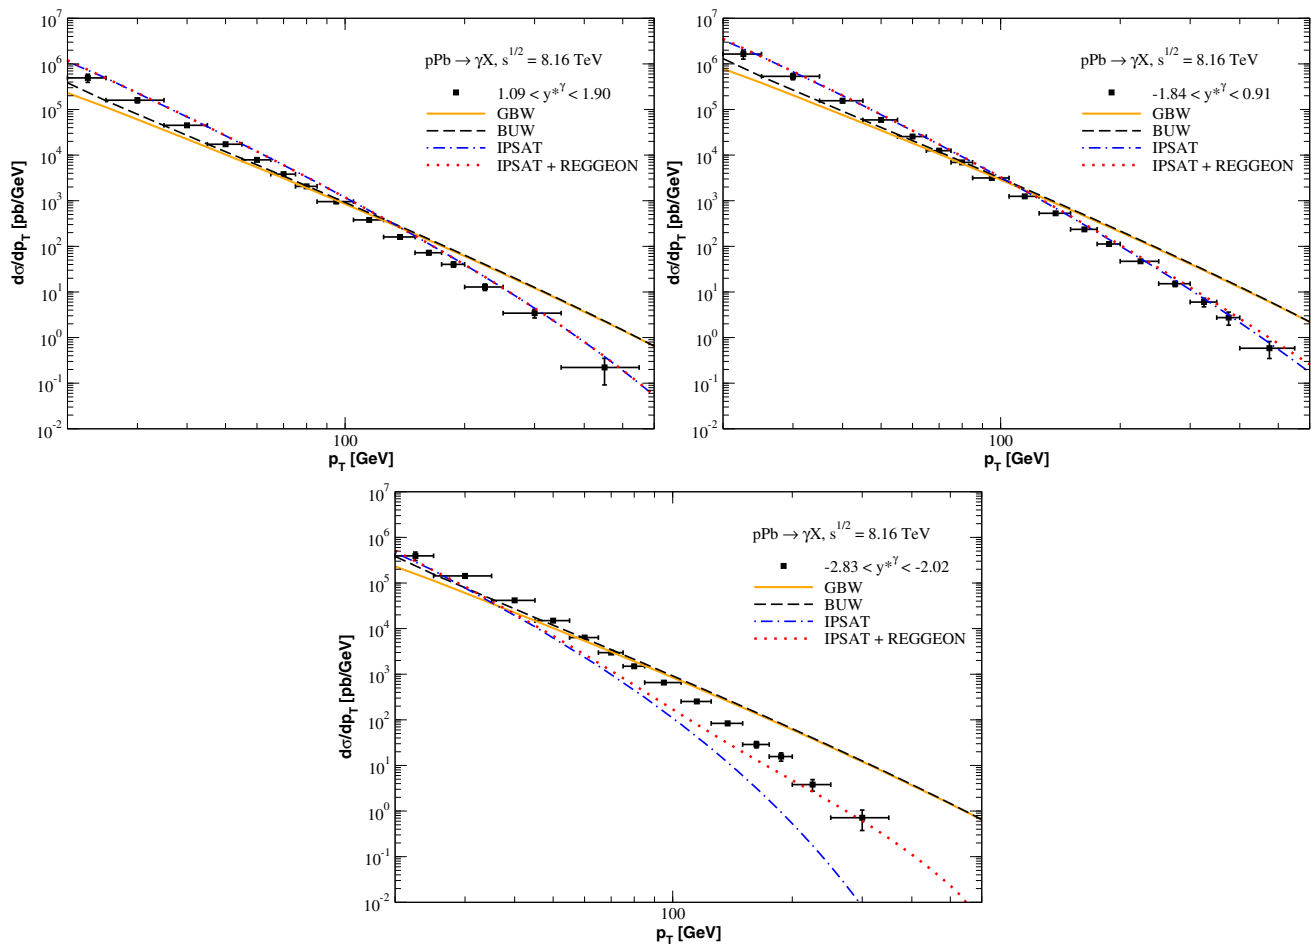 10^7
10^6
10^5
10^4
10^3
10^2
10^1
10^0
10^-1
10^-2
dσ/dp_T [pb/GeV]
pPb → γX, s^1/2 = 8.16 TeV
1.09 < y*^γ < 1.90
GBW
BUW
IPSAT
IPSAT + REGGEON
100
p_T [GeV]
10^7
10^6
10^5
10^4
10^3
10^2
10^1
10^0
10^-1
10^-2
dσ/dp_T [pb/GeV]
pPb → γX, s^1/2 = 8.16 TeV
-1.84 < y*^γ < 0.91
GBW
BUW
IPSAT
IPSAT + REGGEON
100
p_T [GeV]
10^7
10^6
10^5
10^4
10^3
10^2
10^1
10^0
10^-1
10^-2
dσ/dp_T [pb/GeV]
pPb → γX, s^1/2 = 8.16 TeV
-2.83 < y*^γ < -2.02
GBW
BUW
IPSAT
IPSAT + REGGEON
100
p_T [GeV]